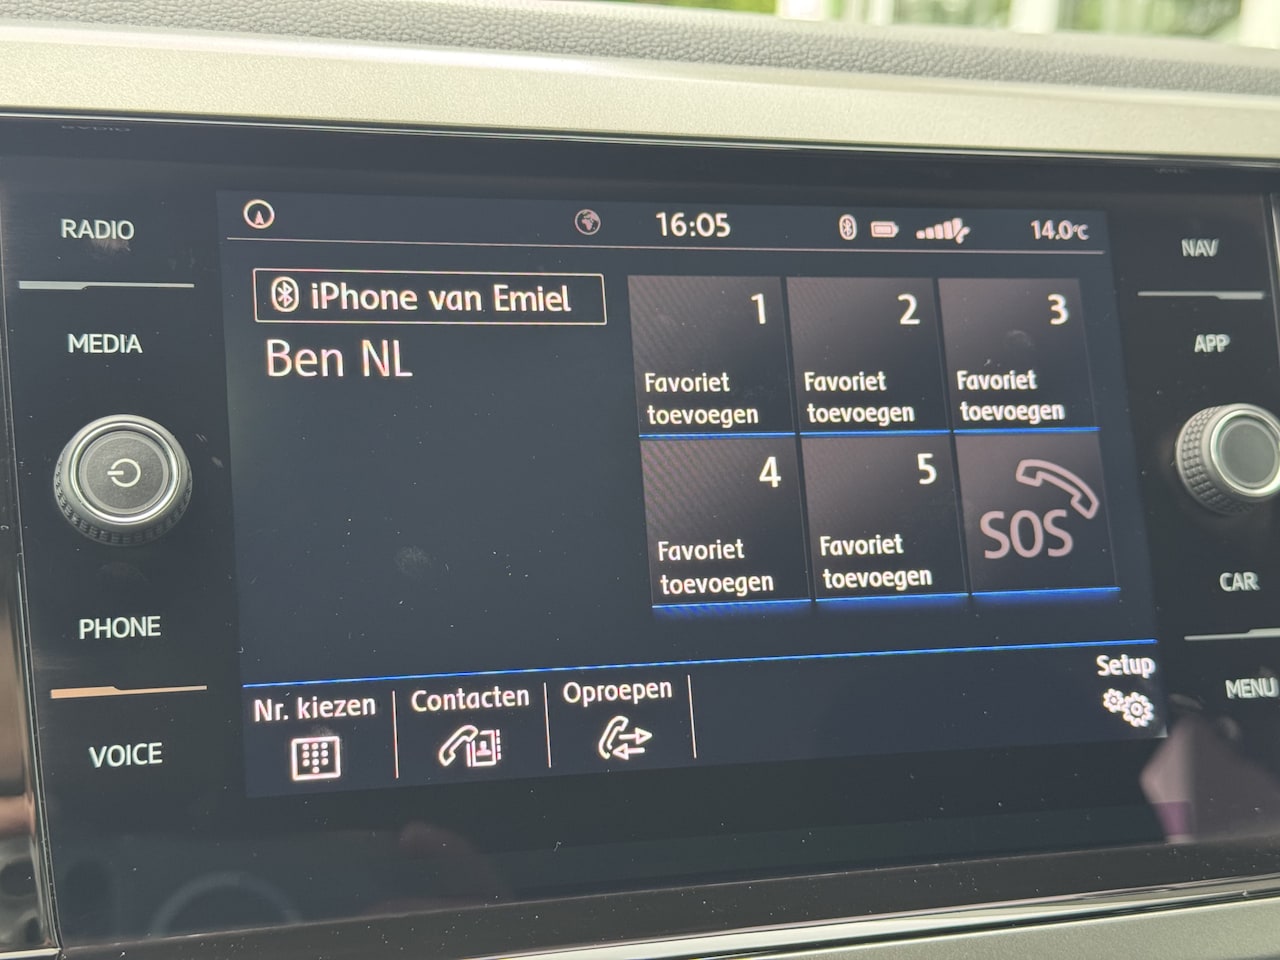 RADIO
MEDIA
PHONE
VOICE
16:05
14.0°C
iPhone van Emiel
Ben NL
1
Favoriet
toevoegen
2
Favoriet
toevoegen
3
Favoriet
toevoegen
4
Favoriet
toevoegen
5
Favoriet
toevoegen
SOS
Nr. kiezen
Contacten
Oproepen
Setup
NAV
APP
CAR
MENU